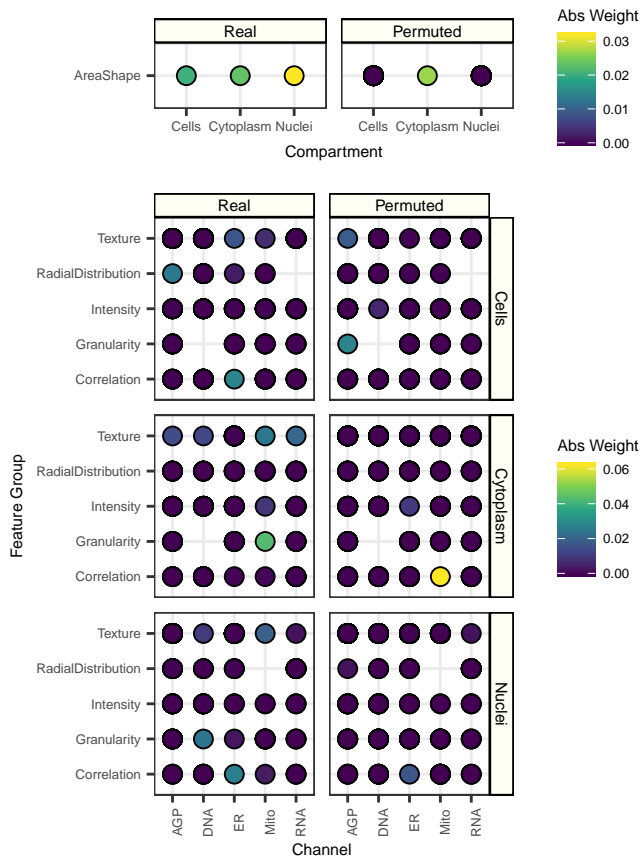 Real
Permuted
AreaShape
Cells
Cytoplasm
Nuclei
Cells
Cytoplasm
Nuclei
Compartment
Abs Weight
0.03
0.02
0.01
0.00
Real
Permuted
Texture
RadialDistribution
Intensity
Granularity
Correlation
Cells
Texture
RadialDistribution
Intensity
Granularity
Correlation
Cytoplasm
Texture
RadialDistribution
Intensity
Granularity
Correlation
Nuclei
Feature Group
AGP
DNA
ER
Mito
RNA
AGP
DNA
ER
Mito
RNA
Channel
Abs Weight
0.06
0.04
0.02
0.00